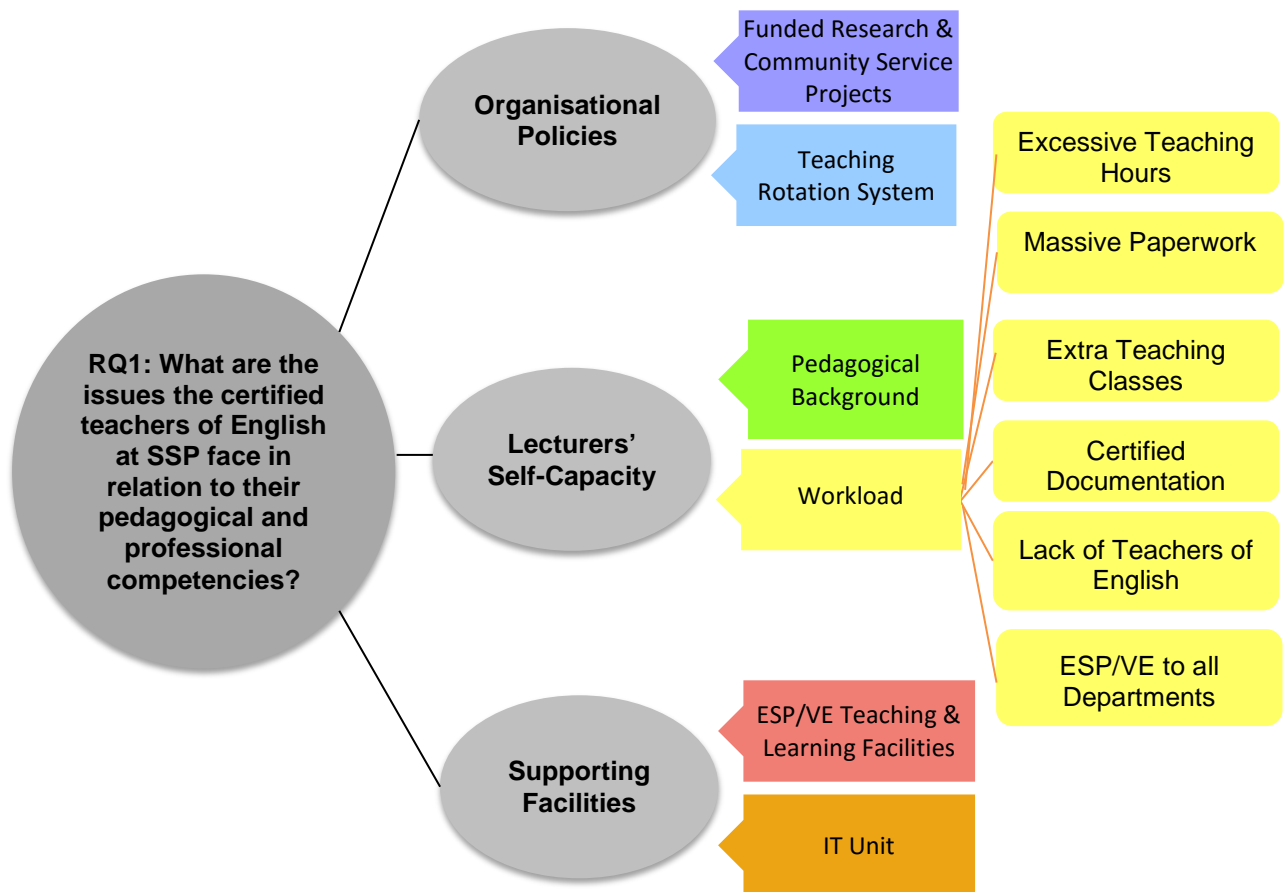 RQ1: What are the
issues the certified
teachers of English
at SSP face in
relation to their
pedagogical and
professional
competencies?
Organisational
Policies
Funded Research &
Community Service
Projects
Teaching
Rotation System
Lecturers’
Self-Capacity
Pedagogical
Background
Workload
Excessive Teaching
Hours
Massive Paperwork
Extra Teaching
Classes
Certified
Documentation
Lack of Teachers of
English
ESP/VE to all
Departments
Supporting
Facilities
ESP/VE Teaching &
Learning Facilities
IT Unit